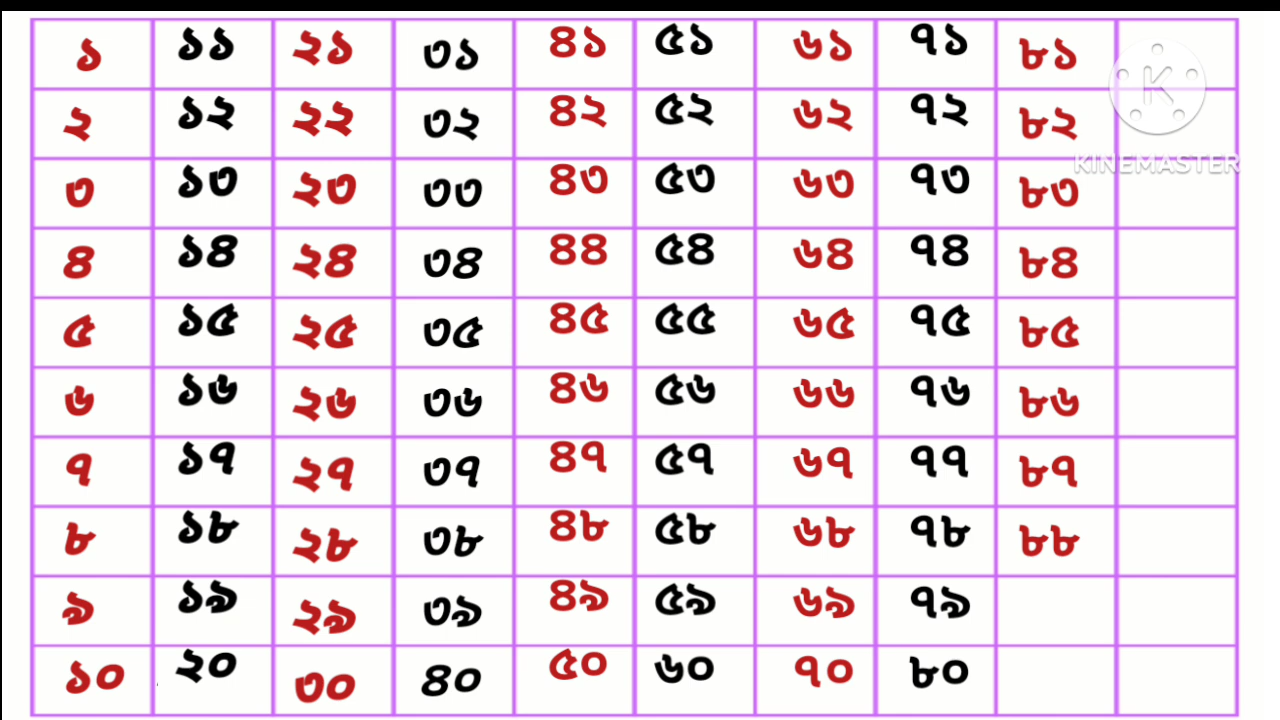 ১ ১১ ২১ ৩১ ৪১ ৫১ ৬১ ৭১ ৮১
২ ১২ ২২ ৩২ ৪২ ৫২ ৬২ ৭২ ৮২
৩ ১৩ ২৩ ৩৩ ৪৩ ৫৩ ৬৩ ৭৩ ৮৩
৪ ১৪ ২৪ ৩৪ ৪৪ ৫৪ ৬৪ ৭৪ ৮৪
৫ ১৫ ২৫ ৩৫ ৪৫ ৫৫ ৬৫ ৭৫ ৮৫
৬ ১৬ ২৬ ৩৬ ৪৬ ৫৬ ৬৬ ৭৬ ৮৬
৭ ১৭ ২৭ ৩৭ ৪৭ ৫৭ ৬৭ ৭৭ ৮৭
৮ ১৮ ২৮ ৩৮ ৪৮ ৫৮ ৬৮ ৭৮ ৮৮
৯ ১৯ ২৯ ৩৯ ৪৯ ৫৯ ৬৯ ৭৯
১০ ২০ ৩০ ৪০ ৫০ ৬০ ৭০ ৮০
K
KINEMASTER